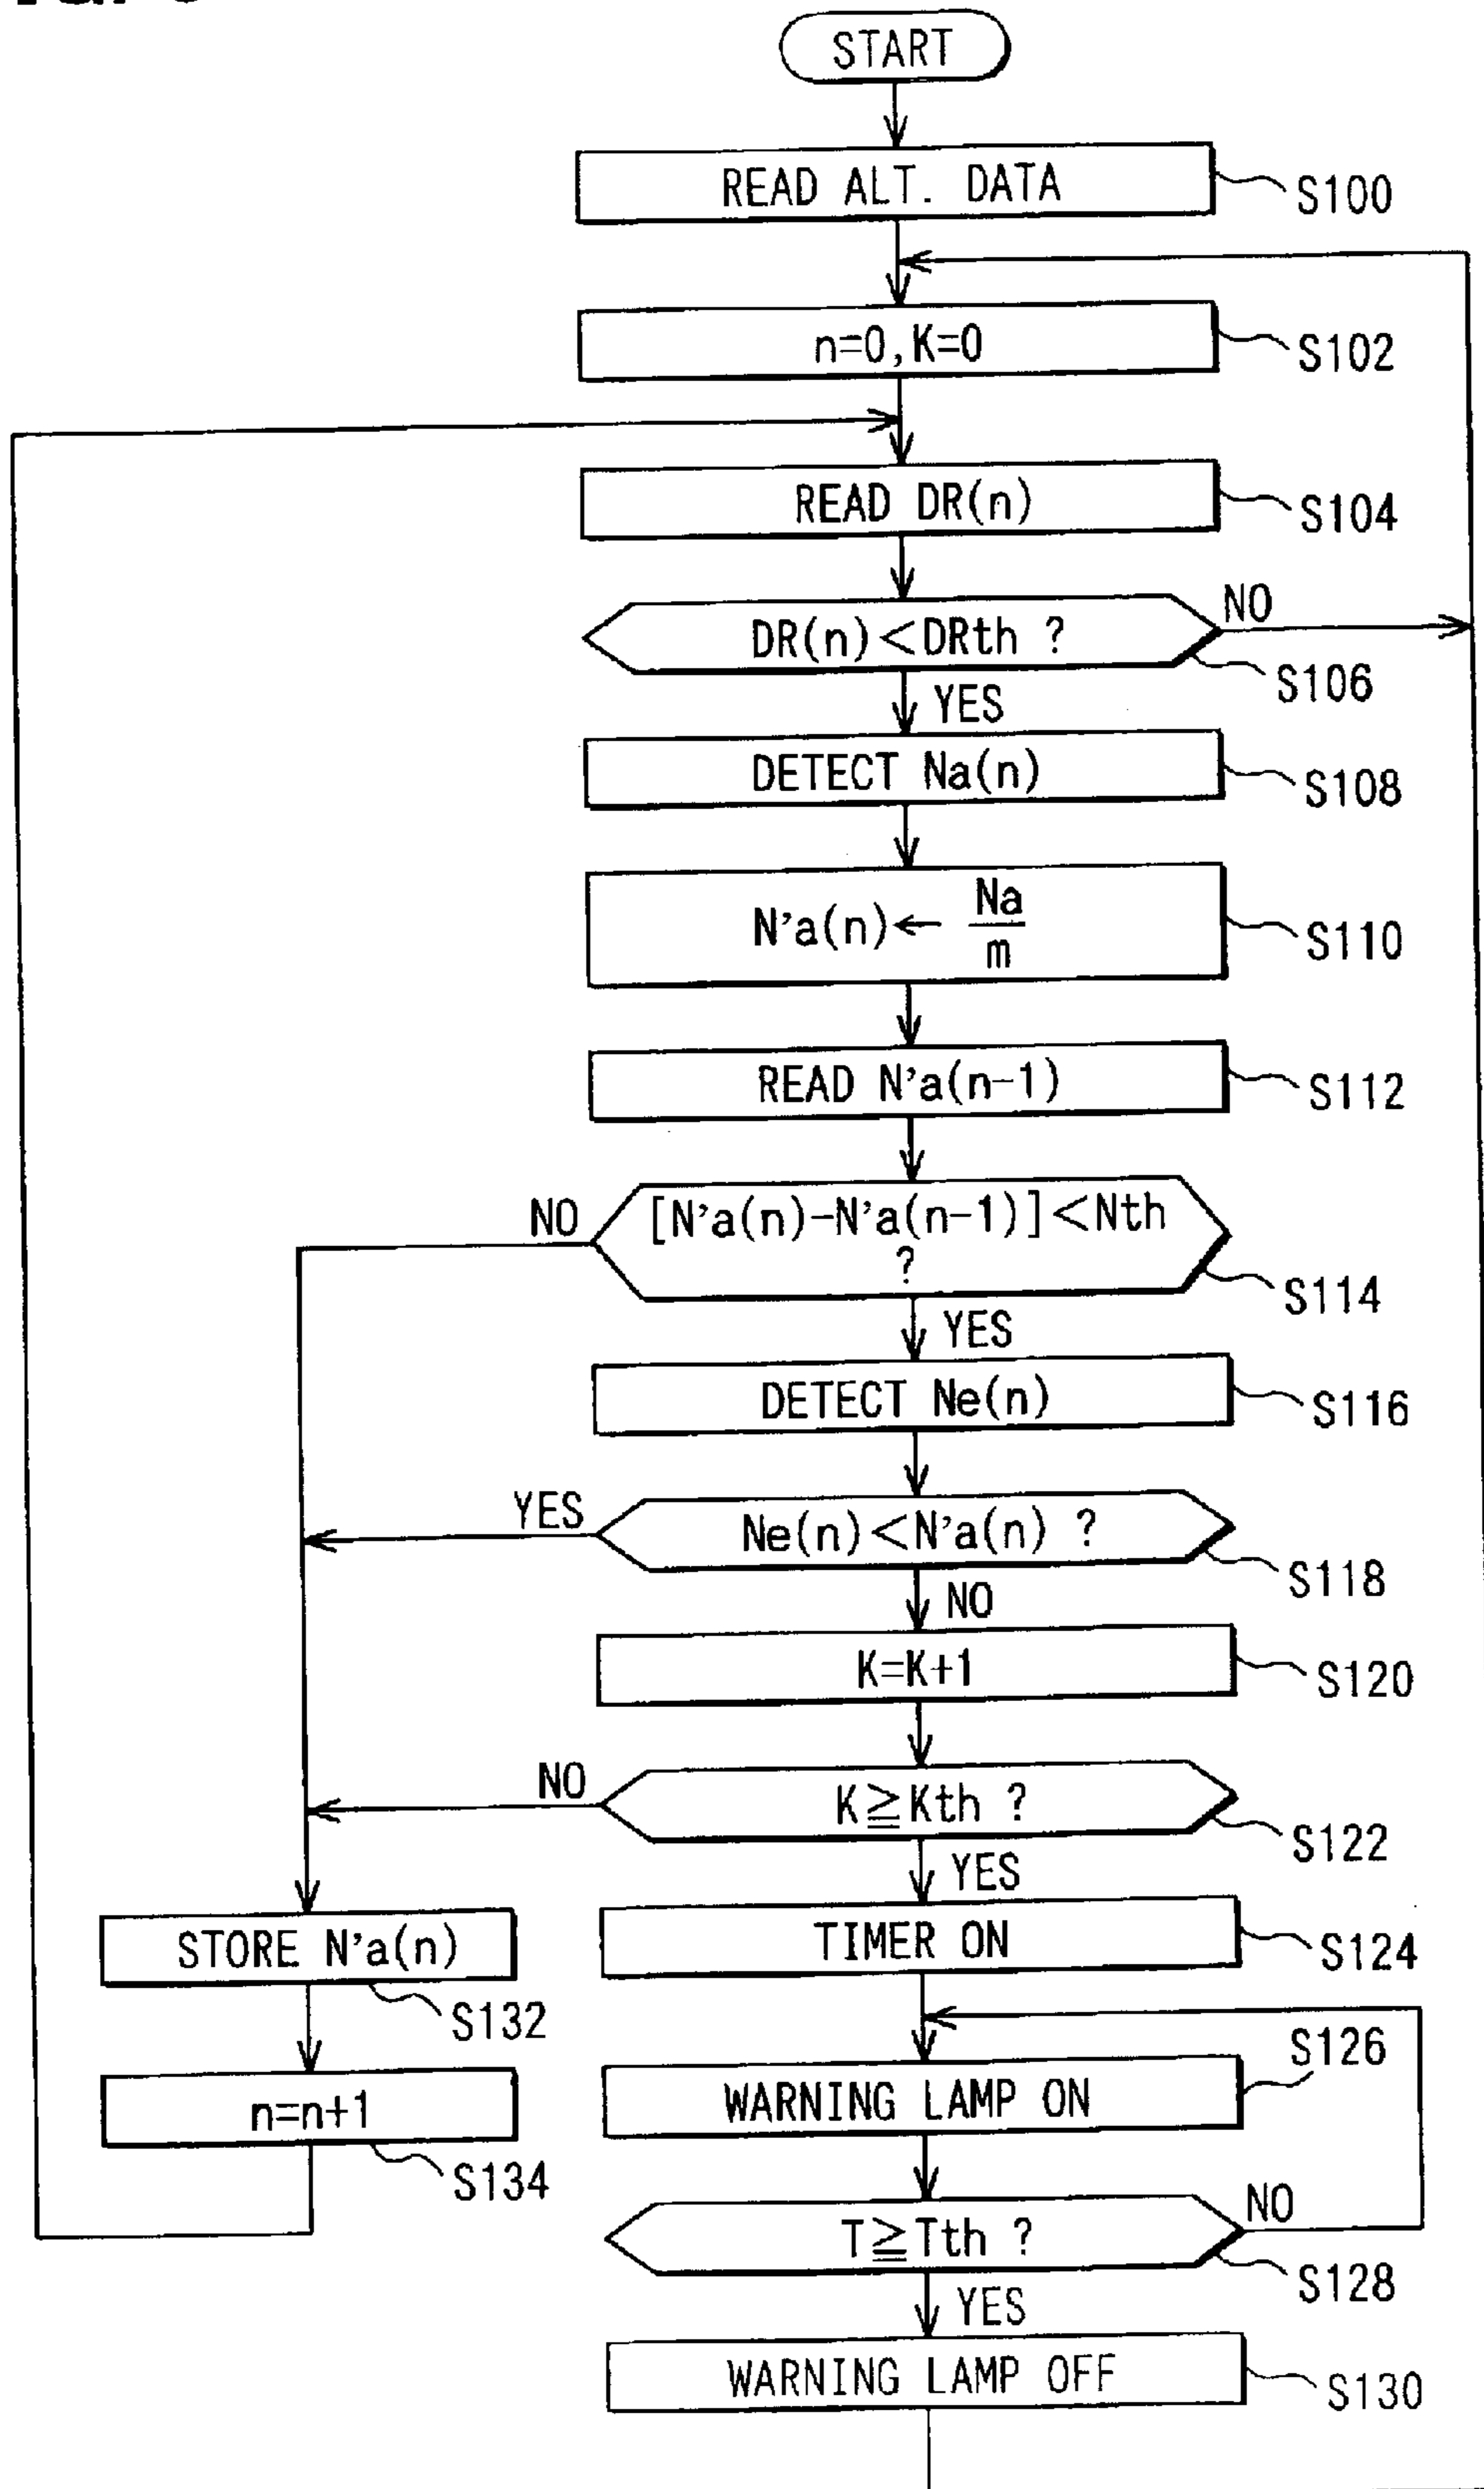 START
READ ALT. DATA
S100
n=0,K=0
S102
READ DR(n)
S104
DR(n)<DRth ?
NO
S106
YES
DETECT Na(n)
S108
N'a(n)← Na
m
S110
READ N'a(n-1)
S112
NO
[N'a(n)-N'a(n-1)]<Nth
?
S114
YES
DETECT Ne(n)
S116
YES
Ne(n)<N'a(n) ?
S118
NO
K=K+1
S120
NO
K≧Kth ?
S122
YES
STORE N'a(n)
S132
TIMER ON
S124
S126
n=n+1
S134
WARNING LAMP ON
T≧Tth ?
NO
S128
YES
WARNING LAMP OFF
S130